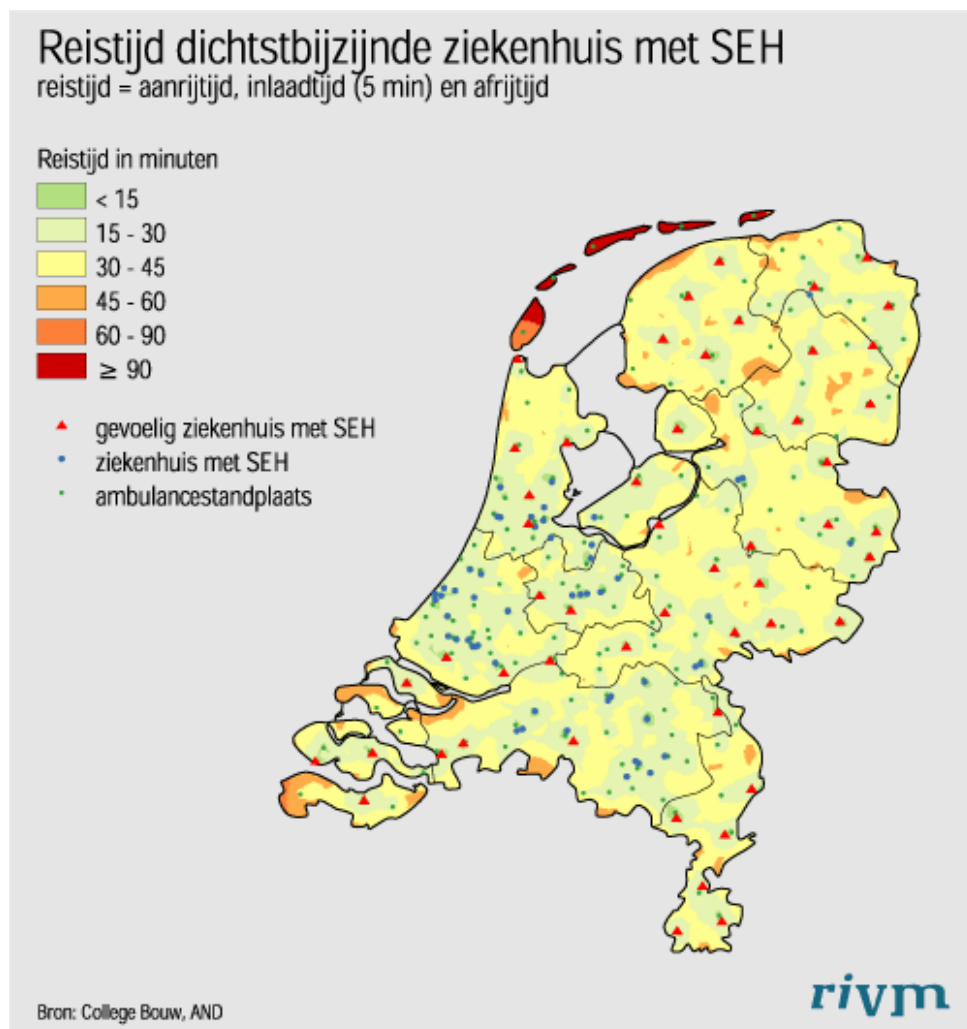 Reistijd dichtstbijzijnde ziekenhuis met SEH
reistijd = aanrijtijd, inlaadtijd (5 min) en afrijtijd
Reistijd in minuten
< 15
15 - 30
30 - 45
45 - 60
60 - 90
≥ 90
gevoelig ziekenhuis met SEH
ziekenhuis met SEH
ambulancestandplaats
Bron: College Bouw, AND
rivm